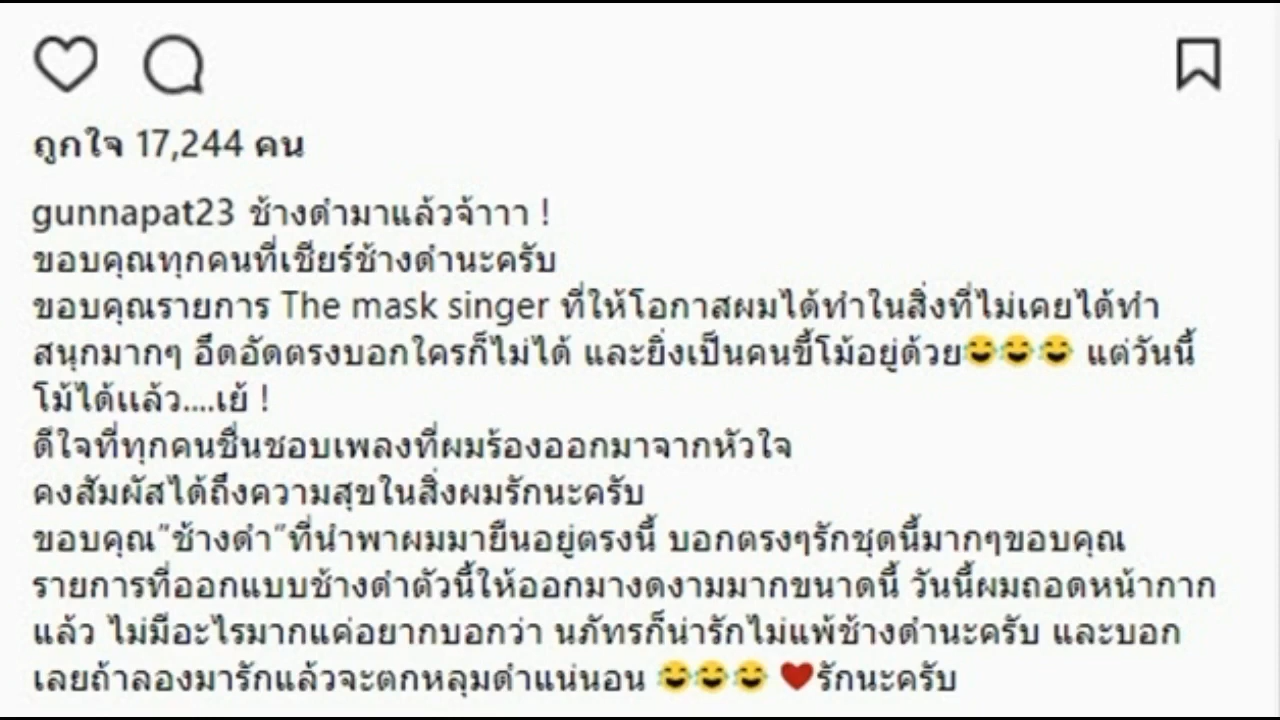 ถูกใจ 17,244 คน
gunnapat23 ช้างดำมาแล้วจ้าาา !
ขอบคุณทุกคนที่เชียร์ช้างดำนะครับ
ขอบคุณรายการ The mask singer ที่ให้โอกาสผมได้ทำในสิ่งที่ไม่เคยได้ทำ
สนุกมากๆ อึดอัดตรงบอกใครก็ไม่ได้ และยิ่งเป็นคนขี้โม้อยู่ด้วย😂😂😂 แต่วันนี้
โม้ได้แล้ว....เย้ !
ดีใจที่ทุกคนชื่นชอบเพลงที่ผมร้องออกมาจากหัวใจ
คงสัมผัสได้ถึงความสุขในสิ่งผมรักนะครับ
ขอบคุณ"ช้างดำ"ที่นำพาผมมายืนอยู่ตรงนี้ บอกตรงๆรักชุดนี้มากๆขอบคุณ
รายการที่ออกแบบช้างดำตัวนี้ให้ออกมางดงามมากขนาดนี้ วันนี้ผมถอดหน้ากาก
แล้ว ไม่มีอะไรมากแค่อยากบอกว่า นภัทรก็น่ารักไม่แพ้ช้างดำนะครับ และบอก
เลยถ้าลองมารักแล้วจะตกหลุมดำแน่นอน 😂😂😂 ❤รักนะครับ